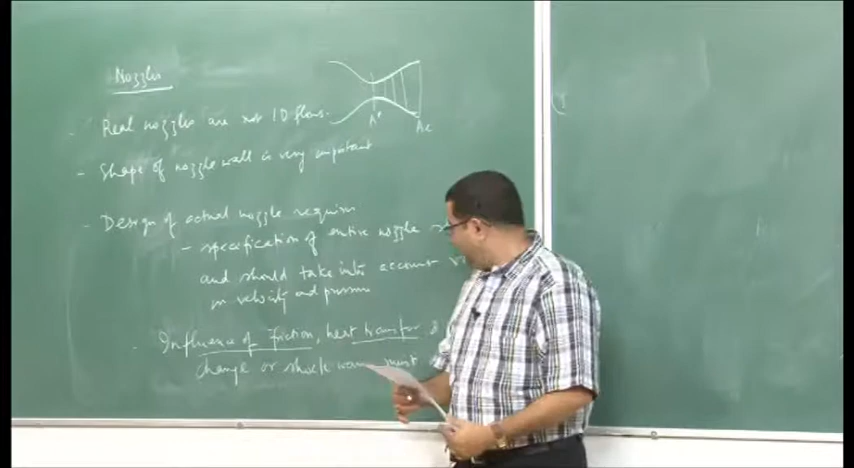 Nozzles
A*
Ae
Real nozzles are not 1D flows.
- Shape of nozzle wall is very important
- Design of actual nozzle requires
- specification of entire nozzle
and should take into account
in velocity and pressure
Influence of friction, heat transfer &
change or shock waves must